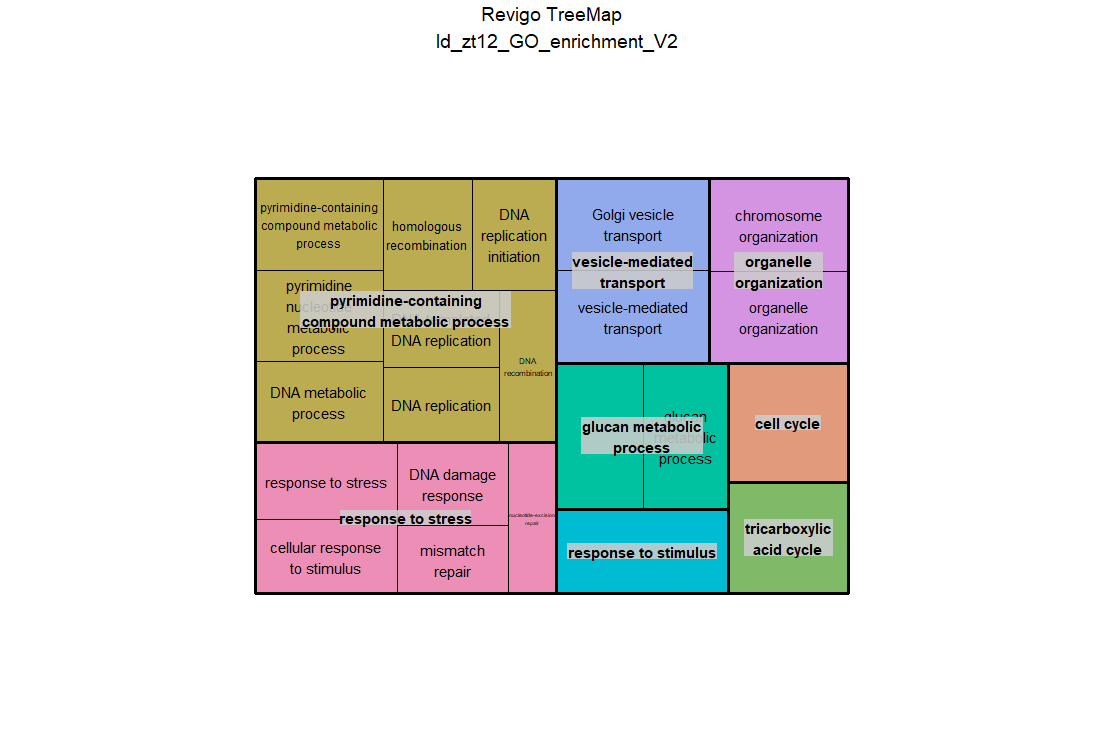 Revigo TreeMap
ld_zt12_GO_enrichment_V2
pyrimidine-containing
compound metabolic
process
homologous
recombination
DNA
replication
initiation
pyrimidine
metabolic
process
pyrimidine-containing
compound metabolic process
DNA replication
DNA
recombination
DNA metabolic
process
DNA replication
Golgi vesicle
transport
vesicle-mediated
transport
vesicle-mediated
transport
chromosome
organization
organelle
organization
organelle
organization
response to stress
DNA damage
response
nucleotide-excision
repair
response to stress
cellular response
to stimulus
mismatch
repair
glucan metabolic
process
glucan
metabolic
process
cell cycle
response to stimulus
tricarboxylic
acid cycle